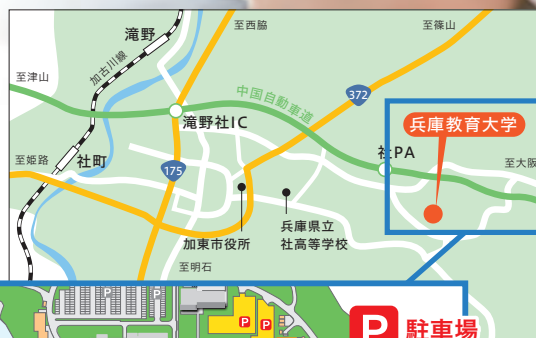 至西脇
至篠山
滝野
加古川線
至津山
中国自動車道
372
滝野社IC
兵庫教育大学
社PA
至姫路
社町
175
至大阪
加東市役所
兵庫県立
社高等学校
至明石
P
P
P
P
P 駐車場
P